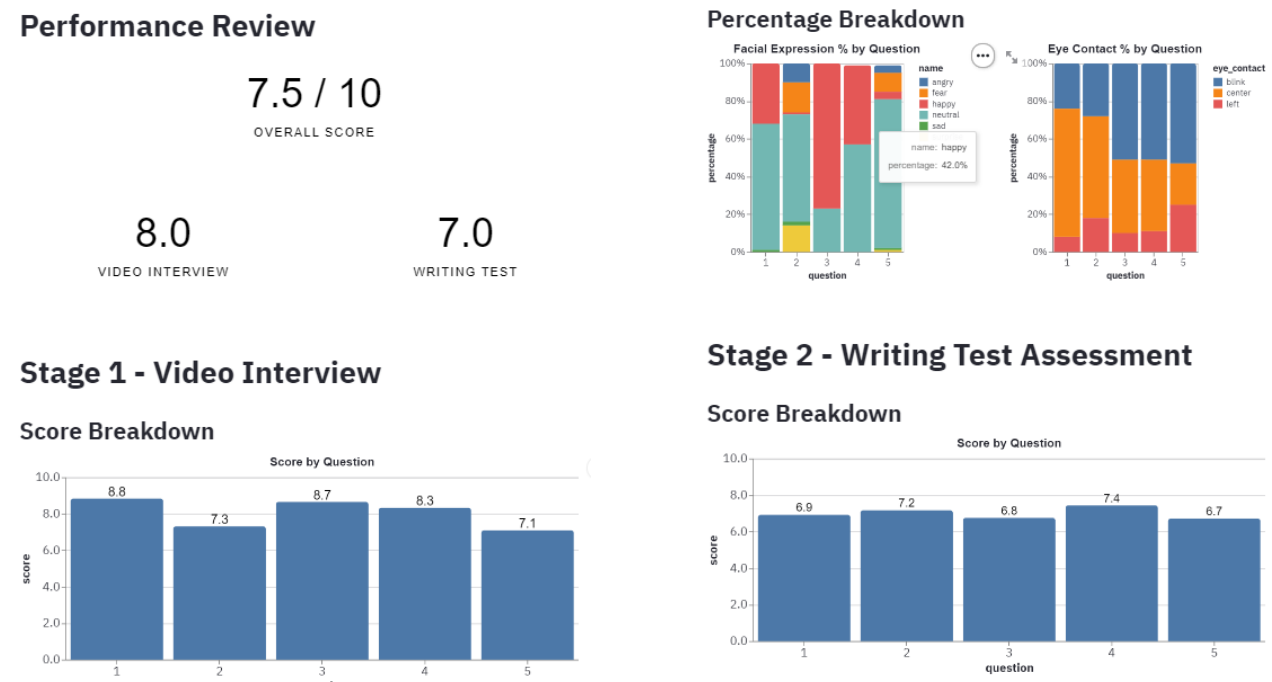 Performance Review
7.5 / 10
OVERALL SCORE
8.0
VIDEO INTERVIEW
7.0
WRITING TEST
Percentage Breakdown
Facial Expression % by Question
100%
80%
60%
40%
20%
0%
percentage
1 2 3 4 5
question
name
angry
fear
happy
neutral
sad
name: happy
percentage: 42.0%
Eye Contact % by Question
100%
80%
60%
40%
20%
0%
percentage
1 2 3 4 5
question
eye_contact
blink
center
left
Stage 1 - Video Interview
Score Breakdown
Score by Question
10.0
8.0
6.0
4.0
2.0
0.0
score
8.8 7.3 8.7 8.3 7.1
1 2 3 4 5
Stage 2 - Writing Test Assessment
Score Breakdown
Score by Question
10.0
8.0
6.0
4.0
2.0
0.0
score
6.9 7.2 6.8 7.4 6.7
1 2 3 4 5
question